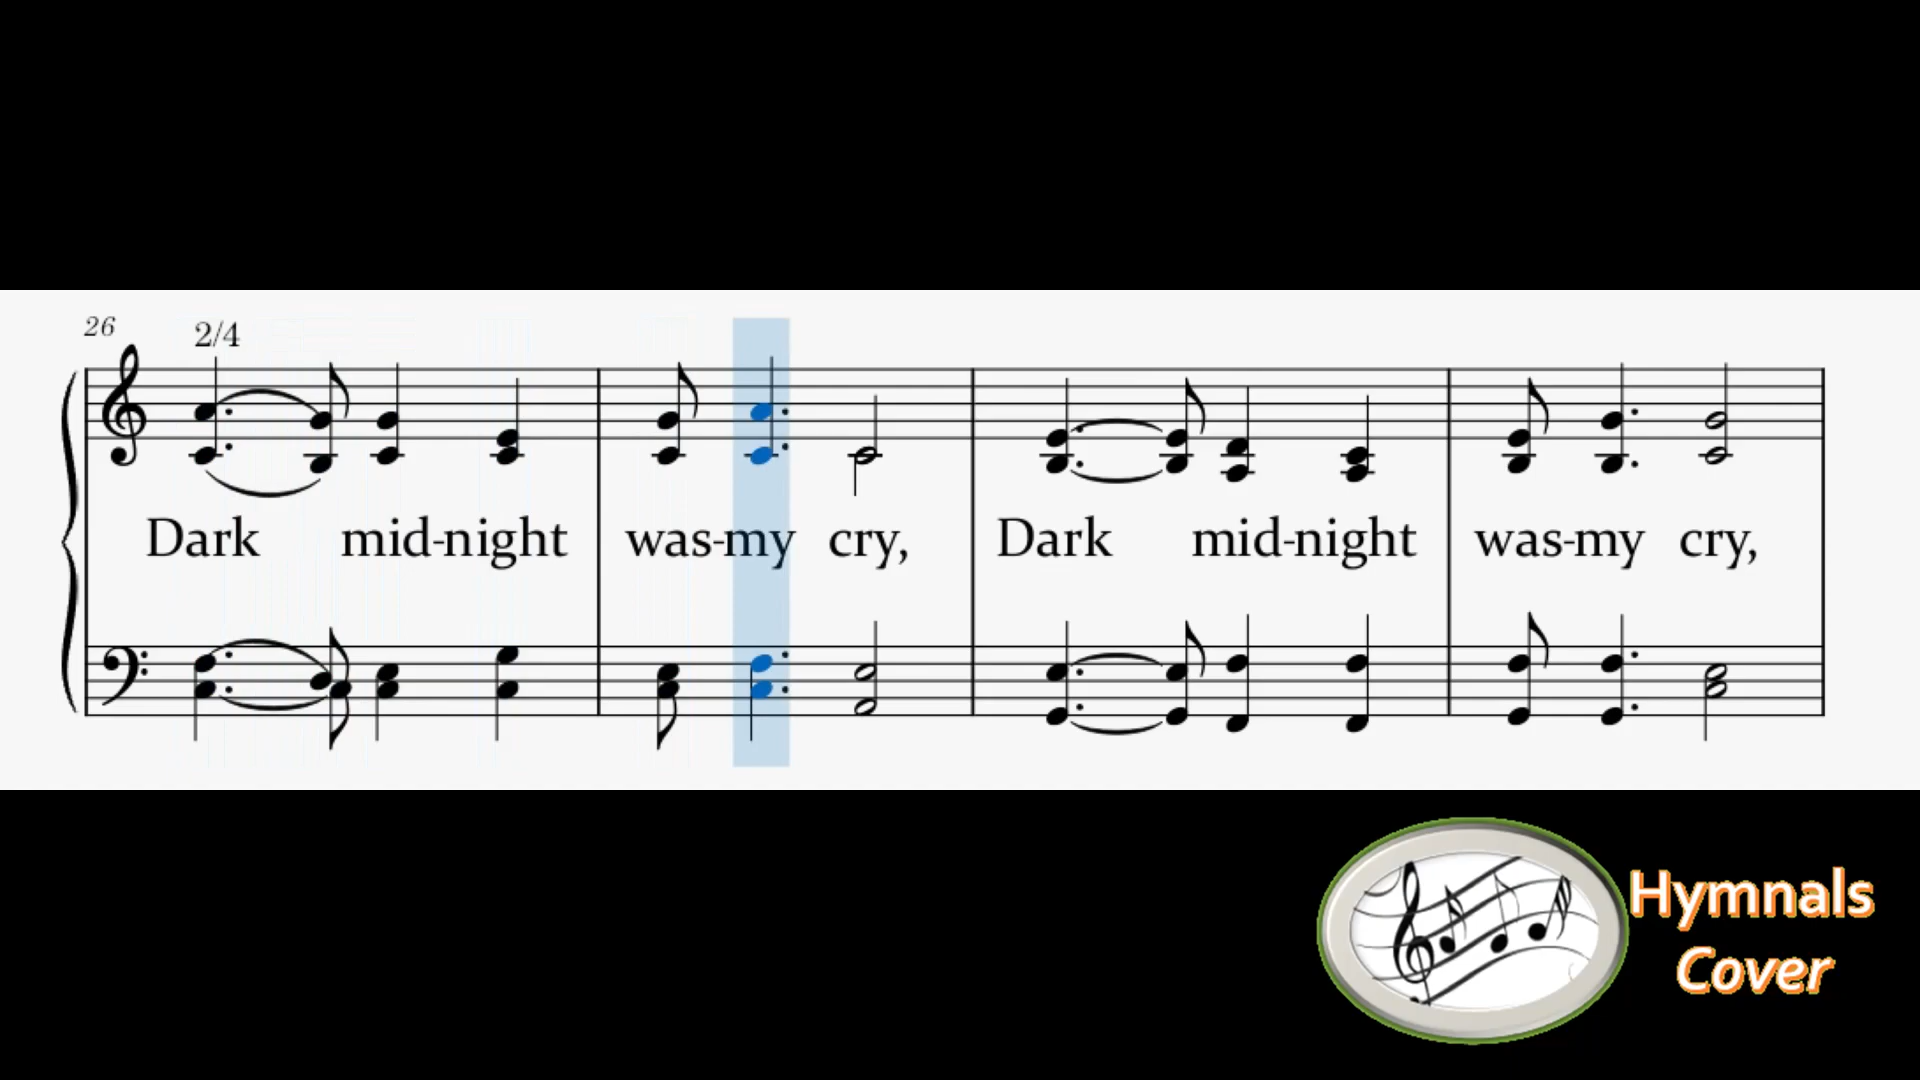 26
2/4
Dark mid-night was-my cry, Dark mid-night was-my cry,
Hymnals
Cover